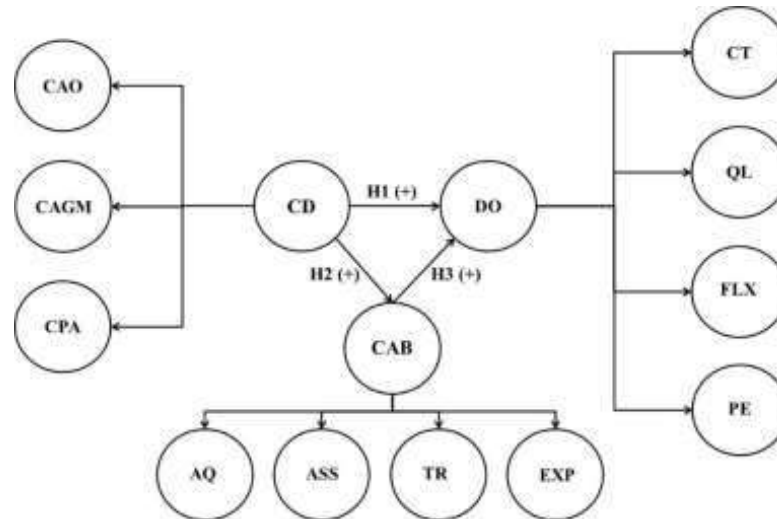 CAO
CAGM
CPA
CD
H1 (+)
DO
H2 (+)
H3 (+)
CAB
AQ
ASS
TR
EXP
CT
QL
FLX
PE